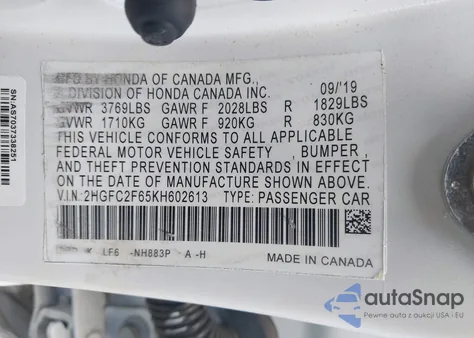 MFD BY HONDA OF CANADA MFG.,
A DIVISION OF HONDA CANADA INC. 09/'19
GVWR 3769LBS GAWR F 2028LBS R 1829LBS
GVWR 1710KG GAWR F 920KG R 830KG
THIS VEHICLE CONFORMS TO ALL APPLICABLE
FEDERAL MOTOR VEHICLE SAFETY , BUMPER ,
AND THEFT PREVENTION STANDARDS IN EFFECT
ON THE DATE OF MANUFACTURE SHOWN ABOVE.
V.I.N.:2HGFC2F65KH602613 TYPE: PASSENGER CAR
LF6 -NH883P A -H
MADE IN CANADA
autoSnap
Pewne auta z aukcji USA i EU